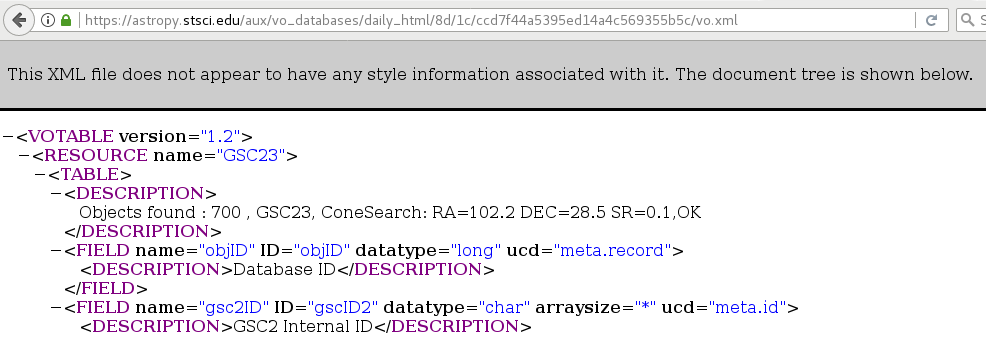 https://astropy.stsci.edu/aux/vo_databases/daily_html/8d/1c/ccd7f44a5395ed14a4c569355b5c/vo.xml
This XML file does not appear to have any style information associated with it. The document tree is shown below.
−<VOTABLE version="1.2">
−<RESOURCE name="GSC23">
−<TABLE>
−<DESCRIPTION>
Objects found : 700 , GSC23, ConeSearch: RA=102.2 DEC=28.5 SR=0.1,OK
</DESCRIPTION>
−<FIELD name="objID" ID="objID" datatype="long" ucd="meta.record">
<DESCRIPTION>Database ID</DESCRIPTION>
</FIELD>
−<FIELD name="gsc2ID" ID="gscID2" datatype="char" arraysize="*" ucd="meta.id">
<DESCRIPTION>GSC2 Internal ID</DESCRIPTION>